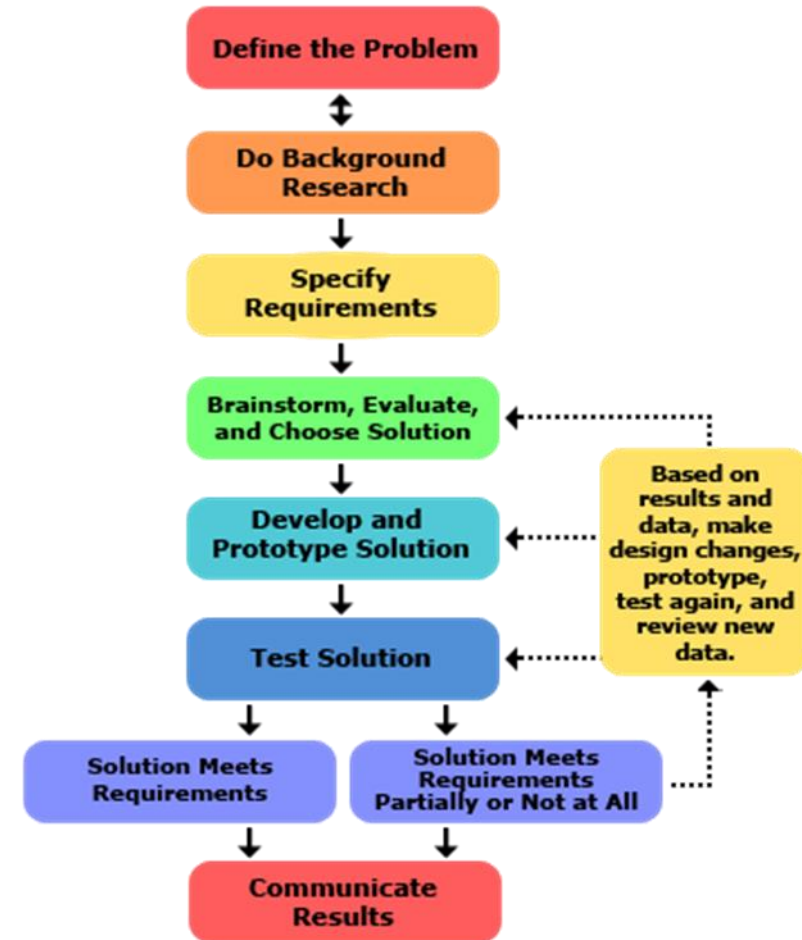 Define the Problem
Do Background
Research
Specify
Requirements
Brainstorm, Evaluate,
and Choose Solution
Develop and
Prototype Solution
Test Solution
Based on
results and
data, make
design changes,
prototype,
test again, and
review new
data.
Solution Meets
Requirements
Solution Meets
Requirements
Partially or Not at All
Communicate
Results